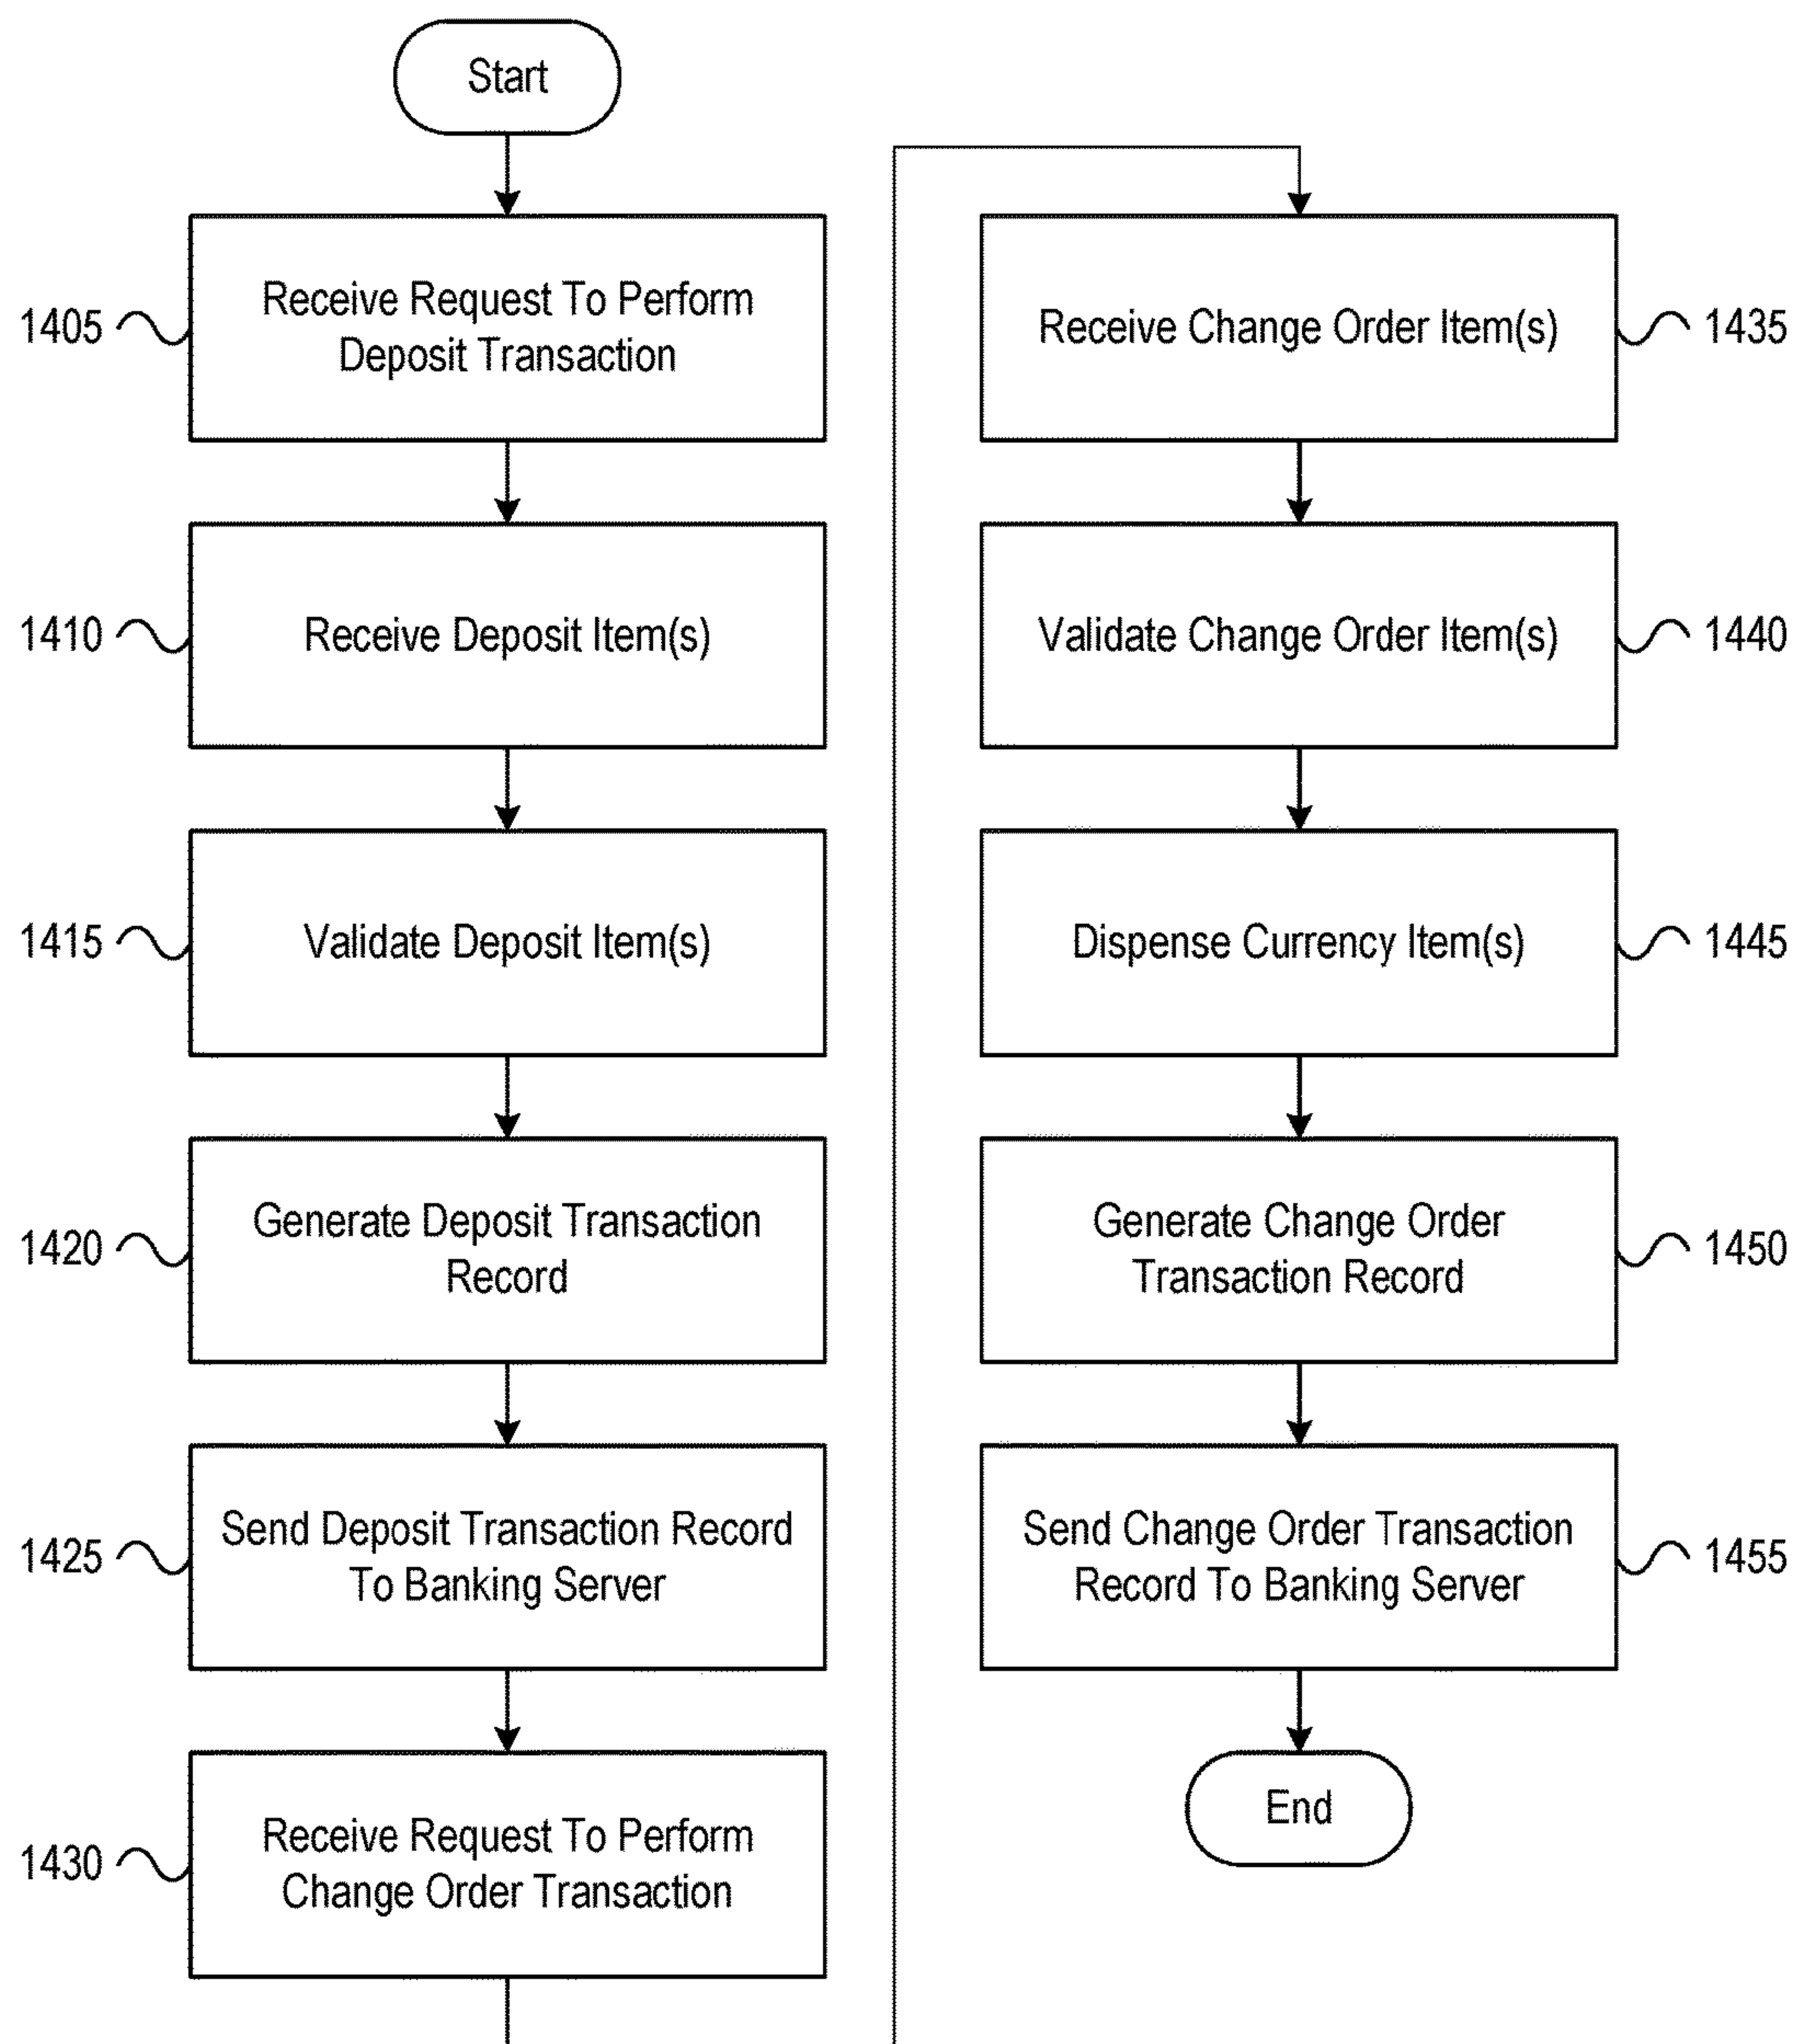 Start
1405
Receive Request To Perform
Deposit Transaction
1410
Receive Deposit Item(s)
1415
Validate Deposit Item(s)
1420
Generate Deposit Transaction
Record
1425
Send Deposit Transaction Record
To Banking Server
1430
Receive Request To Perform
Change Order Transaction
Receive Change Order Item(s)
1435
Validate Change Order Item(s)
1440
Dispense Currency Item(s)
1445
Generate Change Order
Transaction Record
1450
Send Change Order Transaction
Record To Banking Server
1455
End